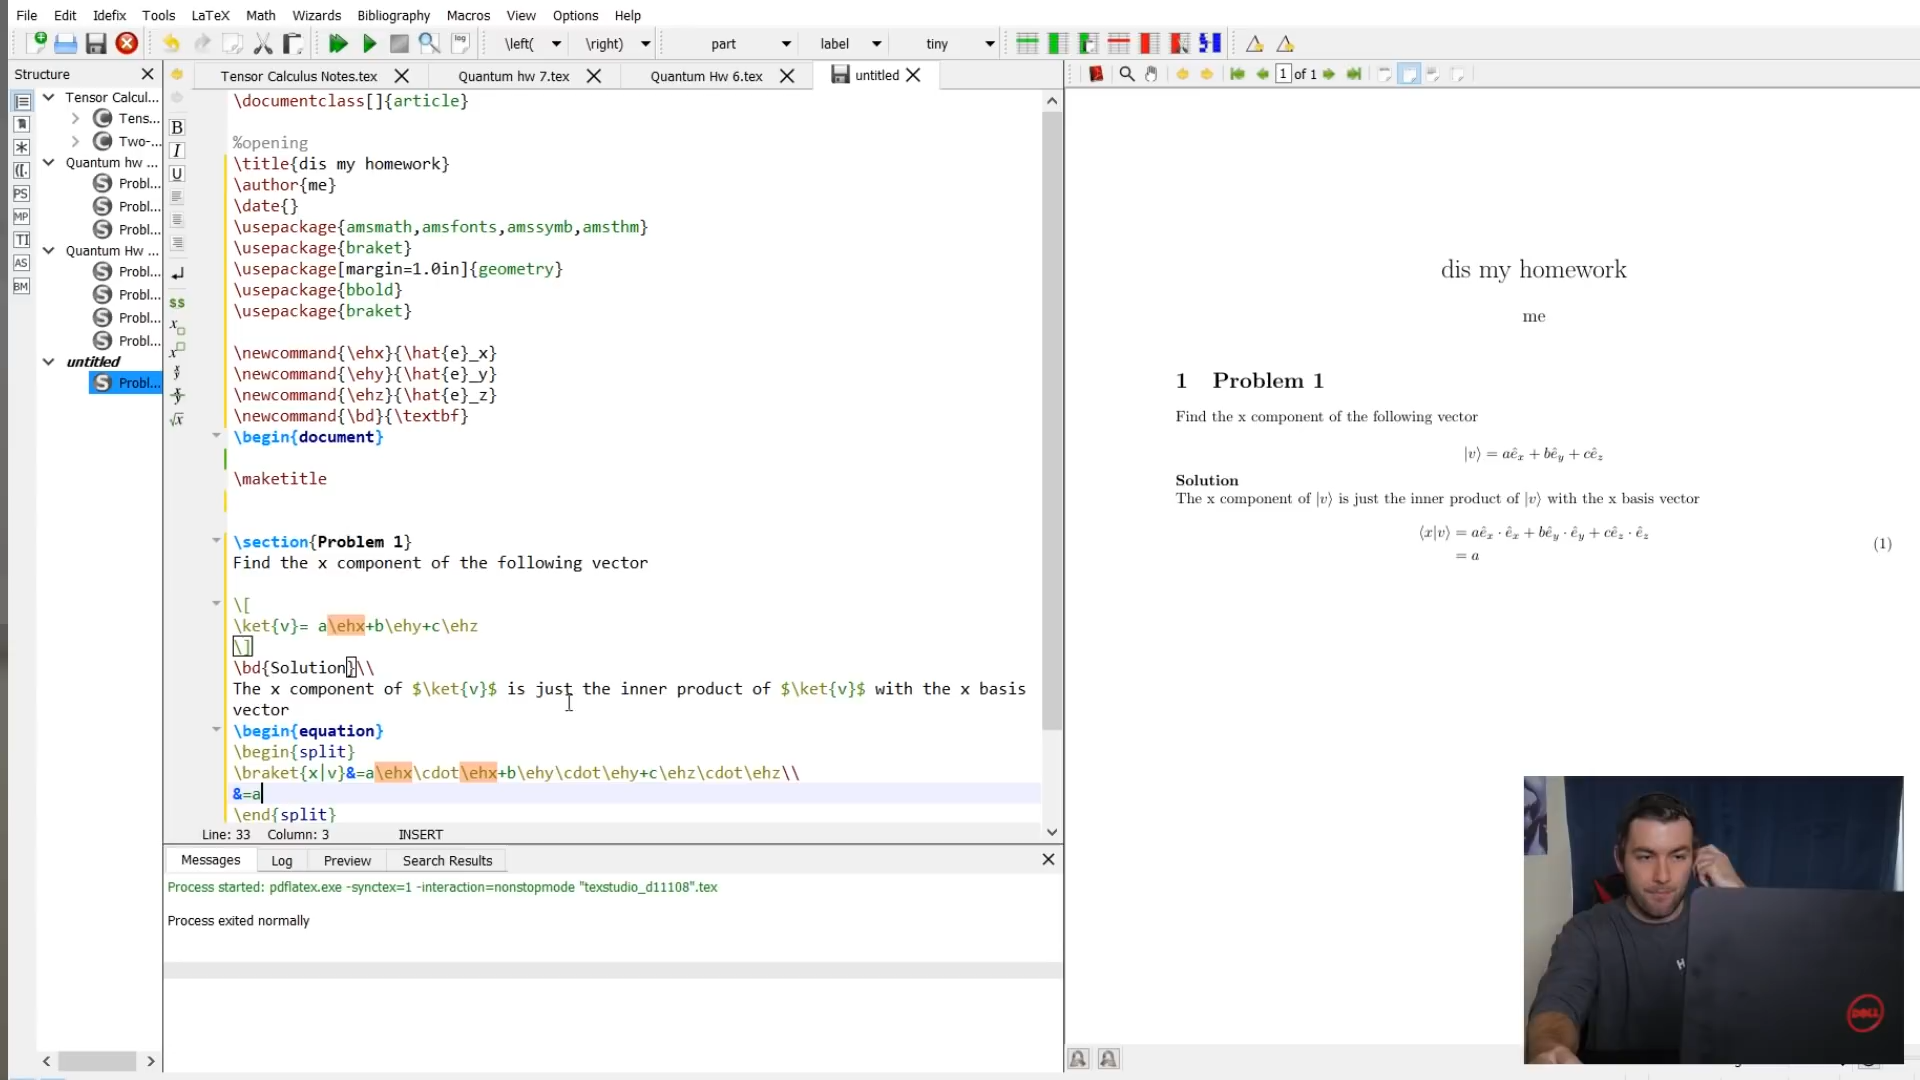 File Edit Idefix Tools LaTeX Math Wizards Bibliography Macros View Options Help
\left( \right) part label tiny
Structure
Tensor Calculus Notes.tex Quantum hw 7.tex Quantum Hw 6.tex untitled
1 of 1
Tensor Calcul...
Tens...
Two-...
Quantum hw ...
Probl...
Probl...
Probl...
Quantum Hw ...
Probl...
Probl...
Probl...
Probl...
untitled
Probl...
PS
MP
TI
AS
BM
B
I
U
$$
\documentclass[]{article}
%opening
\title{dis my homework}
\author{me}
\date{}
\usepackage{amsmath,amsfonts,amssymb,amsthm}
\usepackage{braket}
\usepackage[margin=1.0in]{geometry}
\usepackage{bbold}
\usepackage{braket}
\newcommand{\ehx}{\hat{e}_x}
\newcommand{\ehy}{\hat{e}_y}
\newcommand{\ehz}{\hat{e}_z}
\newcommand{\bd}{\textbf}
\begin{document}
\maketitle
\section{Problem 1}
Find the x component of the following vector
\[
\ket{v}= a\ehx+b\ehy+c\ehz
\]
\bd{Solution}\\
The x component of $\ket{v}$ is just the inner product of $\ket{v}$ with the x basis
vector
\begin{equation}
\begin{split}
\braket{x|v}&=a\ehx\cdot\ehx+b\ehy\cdot\ehy+c\ehz\cdot\ehz\\
&=a
\end{split}
Line: 33 Column: 3 INSERT
Messages Log Preview Search Results
Process started: pdflatex.exe -synctex=1 -interaction=nonstopmode "texstudio_d11108".tex
Process exited normally
dis my homework
me
1 Problem 1
Find the x component of the following vector
|v⟩ = aê_x + bê_y + cê_z
Solution
The x component of |v⟩ is just the inner product of |v⟩ with the x basis vector
⟨x|v⟩ = aê_x · ê_x + bê_y · ê_y + cê_z · ê_z
= a
(1)
DELL